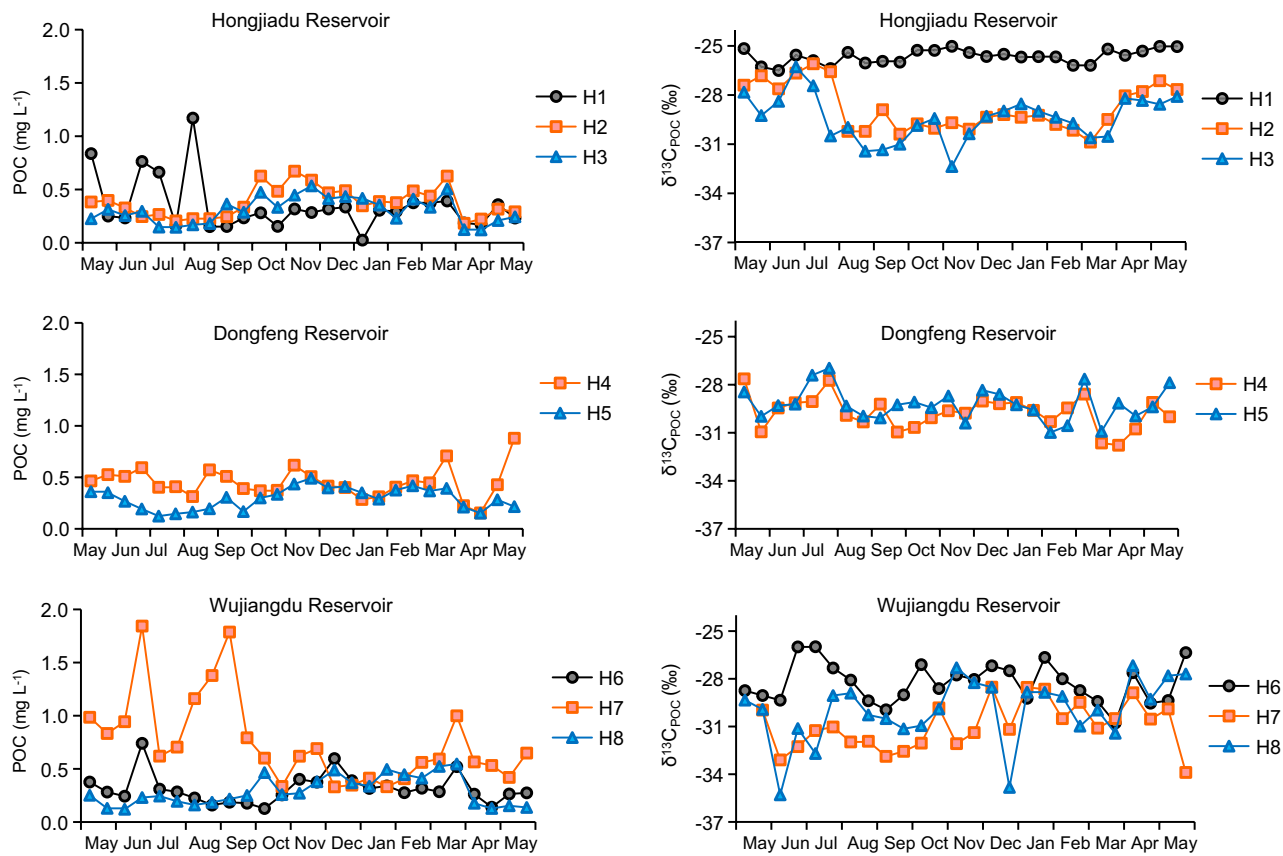 Hongjiadu Reservoir
2.0
1.5
1.0
0.5
0.0
POC (mg L⁻¹)
H1
H2
H3
May Jun Jul Aug Sep Oct Nov Dec Jan Feb Mar Apr May
Hongjiadu Reservoir
-25
-28
-31
-34
-37
δ¹³C_POC (‰)
H1
H2
H3
May Jun Jul Aug Sep Oct Nov Dec Jan Feb Mar Apr May
Dongfeng Reservoir
2.0
1.5
1.0
0.5
0.0
POC (mg L⁻¹)
H4
H5
May Jun Jul Aug Sep Oct Nov Dec Jan Feb Mar Apr May
Dongfeng Reservoir
-25
-28
-31
-34
-37
δ¹³C_POC (‰)
H4
H5
May Jun Jul Aug Sep Oct Nov Dec Jan Feb Mar Apr May
Wujiangdu Reservoir
2.0
1.5
1.0
0.5
0.0
POC (mg L⁻¹)
H6
H7
H8
May Jun Jul Aug Sep Oct Nov Dec Jan Feb Mar Apr May
Wujiangdu Reservoir
-25
-28
-31
-34
-37
δ¹³C_POC (‰)
H6
H7
H8
May Jun Jul Aug Sep Oct Nov Dec Jan Feb Mar Apr May